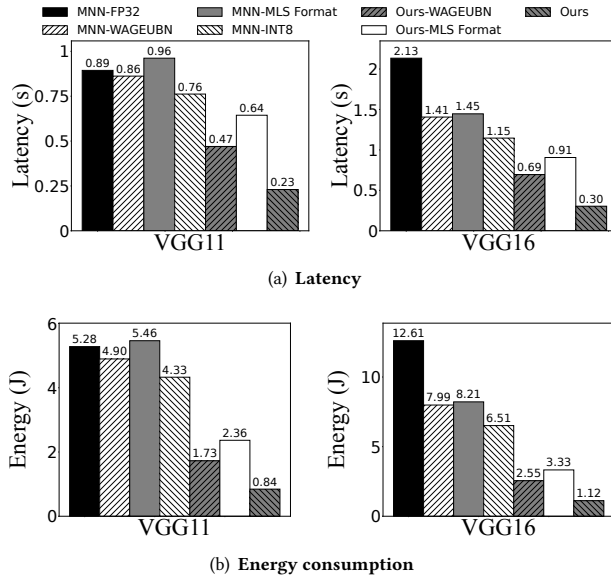 MNN-FP32 MNN-MLS Format Ours-WAGEUBN Ours
MNN-WAGEUBN MNN-INT8 Ours-MLS Format
Latency (s)
1
0.75
0.5
0.25
0
0.89 0.86 0.96 0.76 0.47 0.64 0.23
VGG11
Latency (s)
2
1.5
1
0.5
0
2.13 1.41 1.45 1.15 0.69 0.91 0.30
VGG16
(a) Latency
Energy (J)
6
4
2
0
5.28 4.90 5.46 4.33 1.73 2.36 0.84
VGG11
Energy (J)
10
5
0
12.61 7.99 8.21 6.51 2.55 3.33 1.12
VGG16
(b) Energy consumption